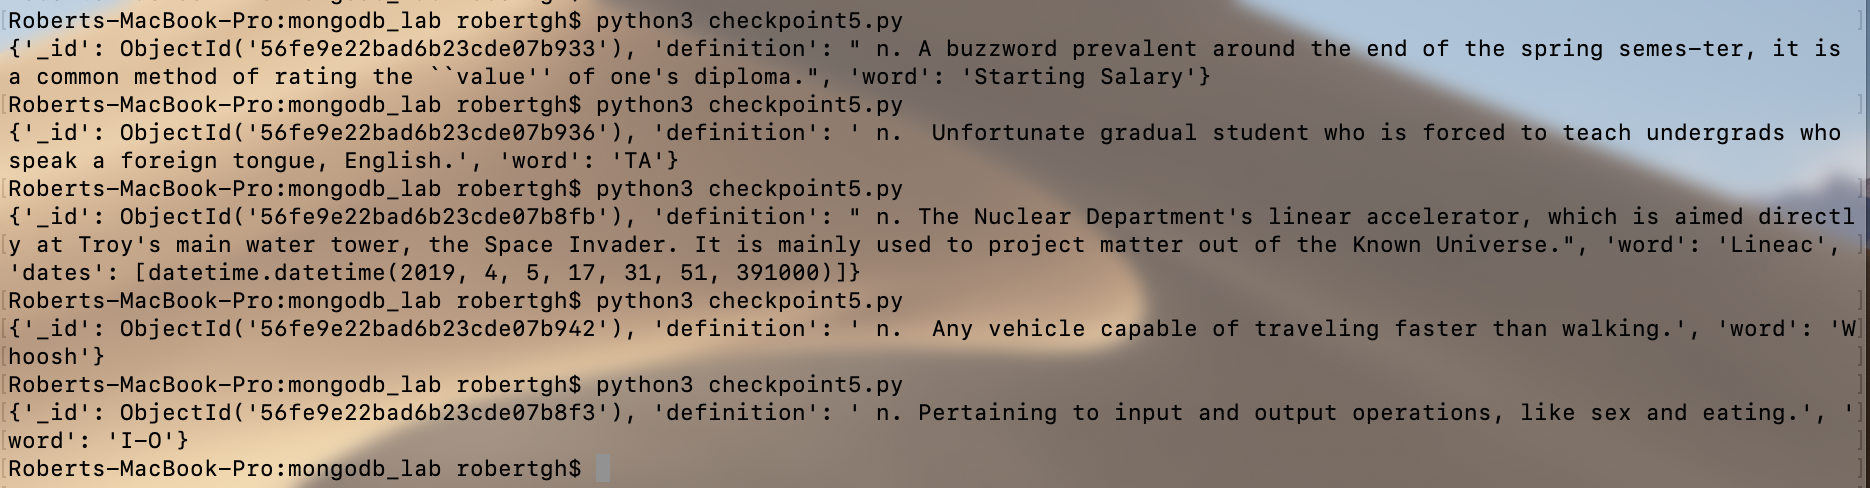 Roberts-MacBook-Pro:mongodb_lab robertgh$ python3 checkpoint5.py
{'_id': ObjectId('56fe9e22bad6b23cde07b933'), 'definition': " n. A buzzword prevalent around the end of the spring semes-ter, it is
a common method of rating the ``value'' of one's diploma.", 'word': 'Starting Salary'}
Roberts-MacBook-Pro:mongodb_lab robertgh$ python3 checkpoint5.py
{'_id': ObjectId('56fe9e22bad6b23cde07b936'), 'definition': ' n.  Unfortunate gradual student who is forced to teach undergrads who
speak a foreign tongue, English.', 'word': 'TA'}
Roberts-MacBook-Pro:mongodb_lab robertgh$ python3 checkpoint5.py
{'_id': ObjectId('56fe9e22bad6b23cde07b8fb'), 'definition': " n. The Nuclear Department's linear accelerator, which is aimed directl
y at Troy's main water tower, the Space Invader. It is mainly used to project matter out of the Known Universe.", 'word': 'Lineac',
'dates': [datetime.datetime(2019, 4, 5, 17, 31, 51, 391000)]}
Roberts-MacBook-Pro:mongodb_lab robertgh$ python3 checkpoint5.py
{'_id': ObjectId('56fe9e22bad6b23cde07b942'), 'definition': ' n.  Any vehicle capable of traveling faster than walking.', 'word': 'W
hoosh'}
Roberts-MacBook-Pro:mongodb_lab robertgh$ python3 checkpoint5.py
{'_id': ObjectId('56fe9e22bad6b23cde07b8f3'), 'definition': ' n. Pertaining to input and output operations, like sex and eating.', '
word': 'I-O'}
Roberts-MacBook-Pro:mongodb_lab robertgh$